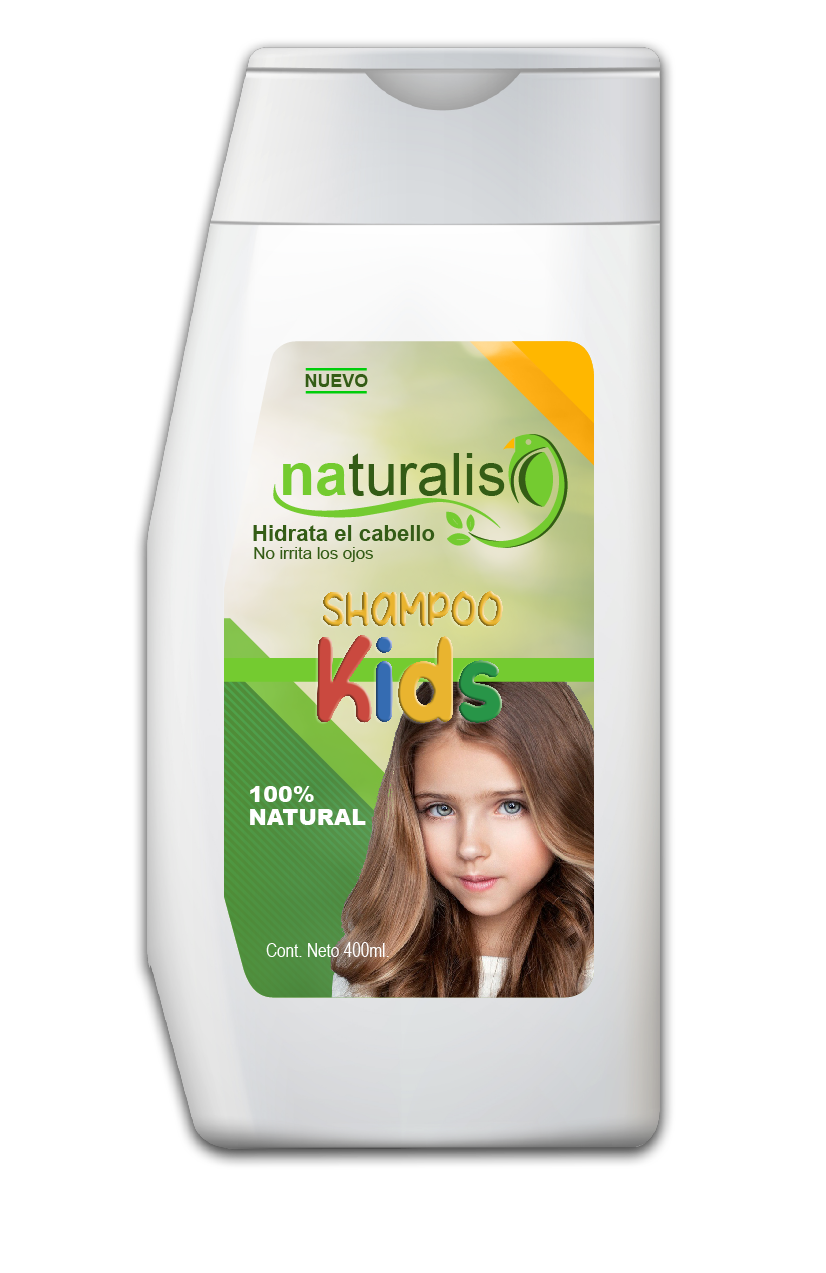 NUEVO
naturalis
Hidrata el cabello
No irrita los ojos
SHAMPOO
Kids
100%
NATURAL
Cont. Neto 400ml.